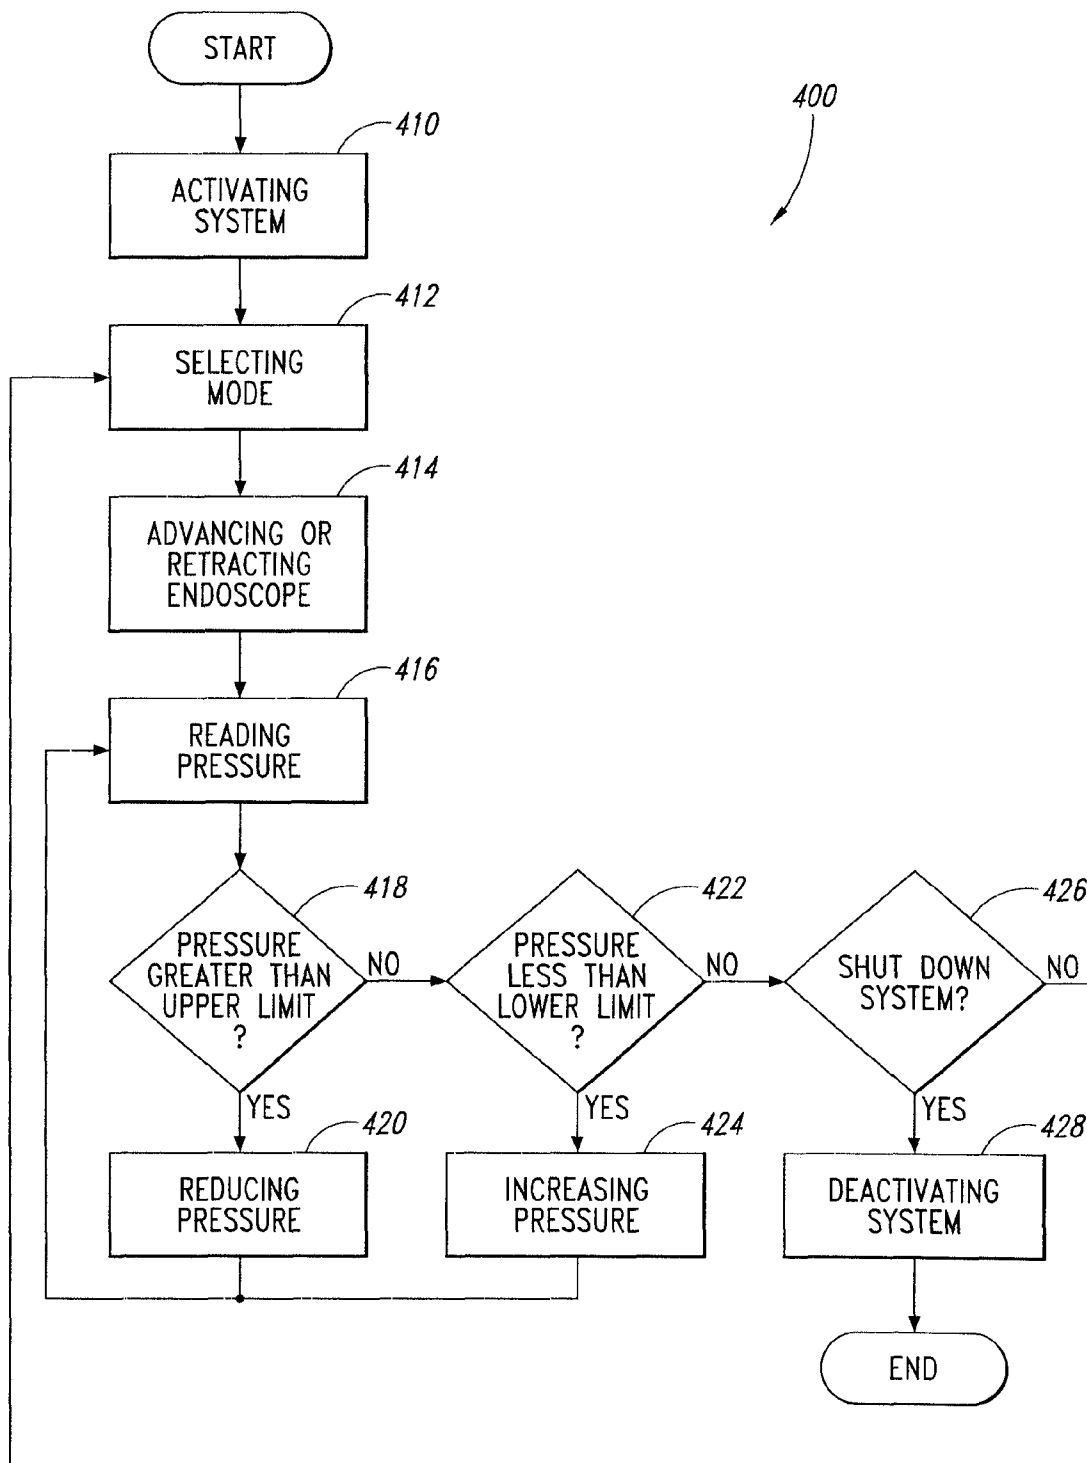 START
400
410
ACTIVATING
SYSTEM
412
SELECTING
MODE
414
ADVANCING OR
RETRACTING
ENDOSCOPE
416
READING
PRESSURE
418
PRESSURE
GREATER THAN
UPPER LIMIT
?
NO
YES
422
PRESSURE
LESS THAN
LOWER LIMIT
?
NO
YES
426
SHUT DOWN
SYSTEM?
NO
YES
420
REDUCING
PRESSURE
424
INCREASING
PRESSURE
428
DEACTIVATING
SYSTEM
END